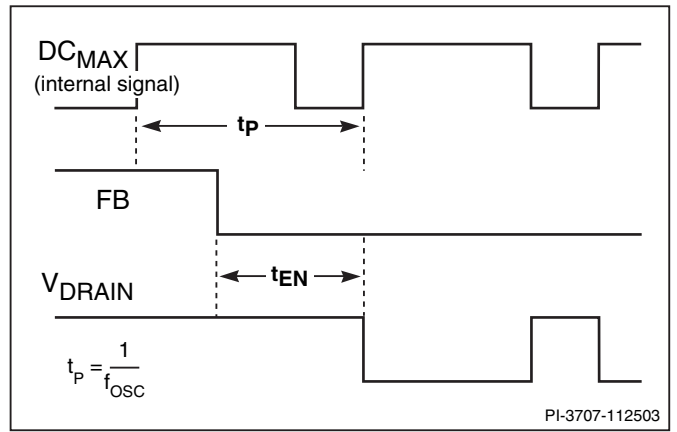 DCMAX
(internal signal)
tP
FB
tEN
VDRAIN
tP = 1/fOSC
PI-3707-112503